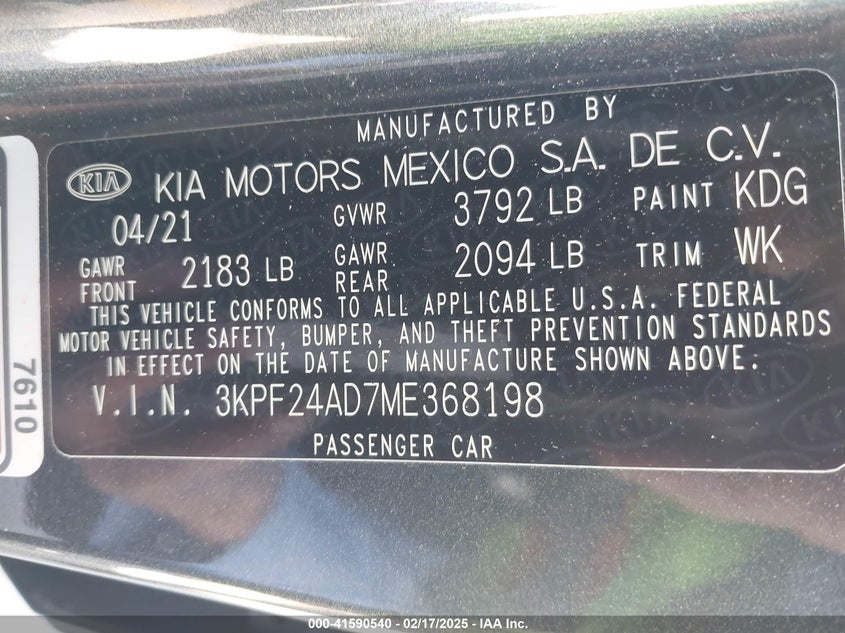 MANUFACTURED BY
KIA KIA MOTORS MEXICO S.A. DE C.V.
04/21 GVWR 3792 LB PAINT KDG
GAWR FRONT 2183 LB GAWR REAR 2094 LB TRIM WK
THIS VEHICLE CONFORMS TO ALL APPLICABLE U.S.A. FEDERAL
MOTOR VEHICLE SAFETY, BUMPER, AND THEFT PREVENTION STANDARDS
IN EFFECT ON THE DATE OF MANUFACTURE SHOWN ABOVE:
V.I.N. 3KPF24AD7ME368198
PASSENGER CAR
7610
000-41590540 - 02/17/2025 - IAA Inc.